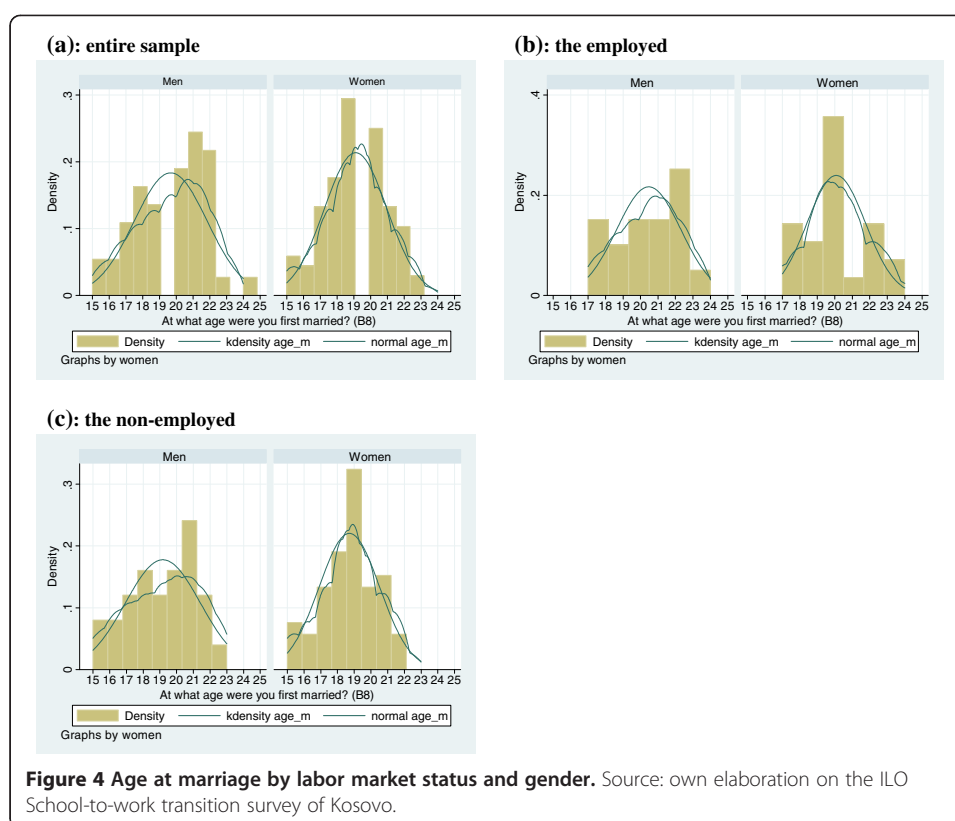 (a): entire sample
Men Women
Density
0 .1 .2 .3
15 16 17 18 19 20 21 22 23 24 25 15 16 17 18 19 20 21 22 23 24 25
At what age were you first married? (B8)
Density kdensity age_m normal age_m
Graphs by women
(b): the employed
Men Women
Density
0 .2 .4
15 16 17 18 19 20 21 22 23 24 25 15 16 17 18 19 20 21 22 23 24 25
At what age were you first married? (B8)
Density kdensity age_m normal age_m
Graphs by women
(c): the non-employed
Men Women
Density
0 .1 .2 .3
15 16 17 18 19 20 21 22 23 24 25 15 16 17 18 19 20 21 22 23 24 25
At what age were you first married? (B8)
Density kdensity age_m normal age_m
Graphs by women
Figure 4 Age at marriage by labor market status and gender. Source: own elaboration on the ILO
School-to-work transition survey of Kosovo.